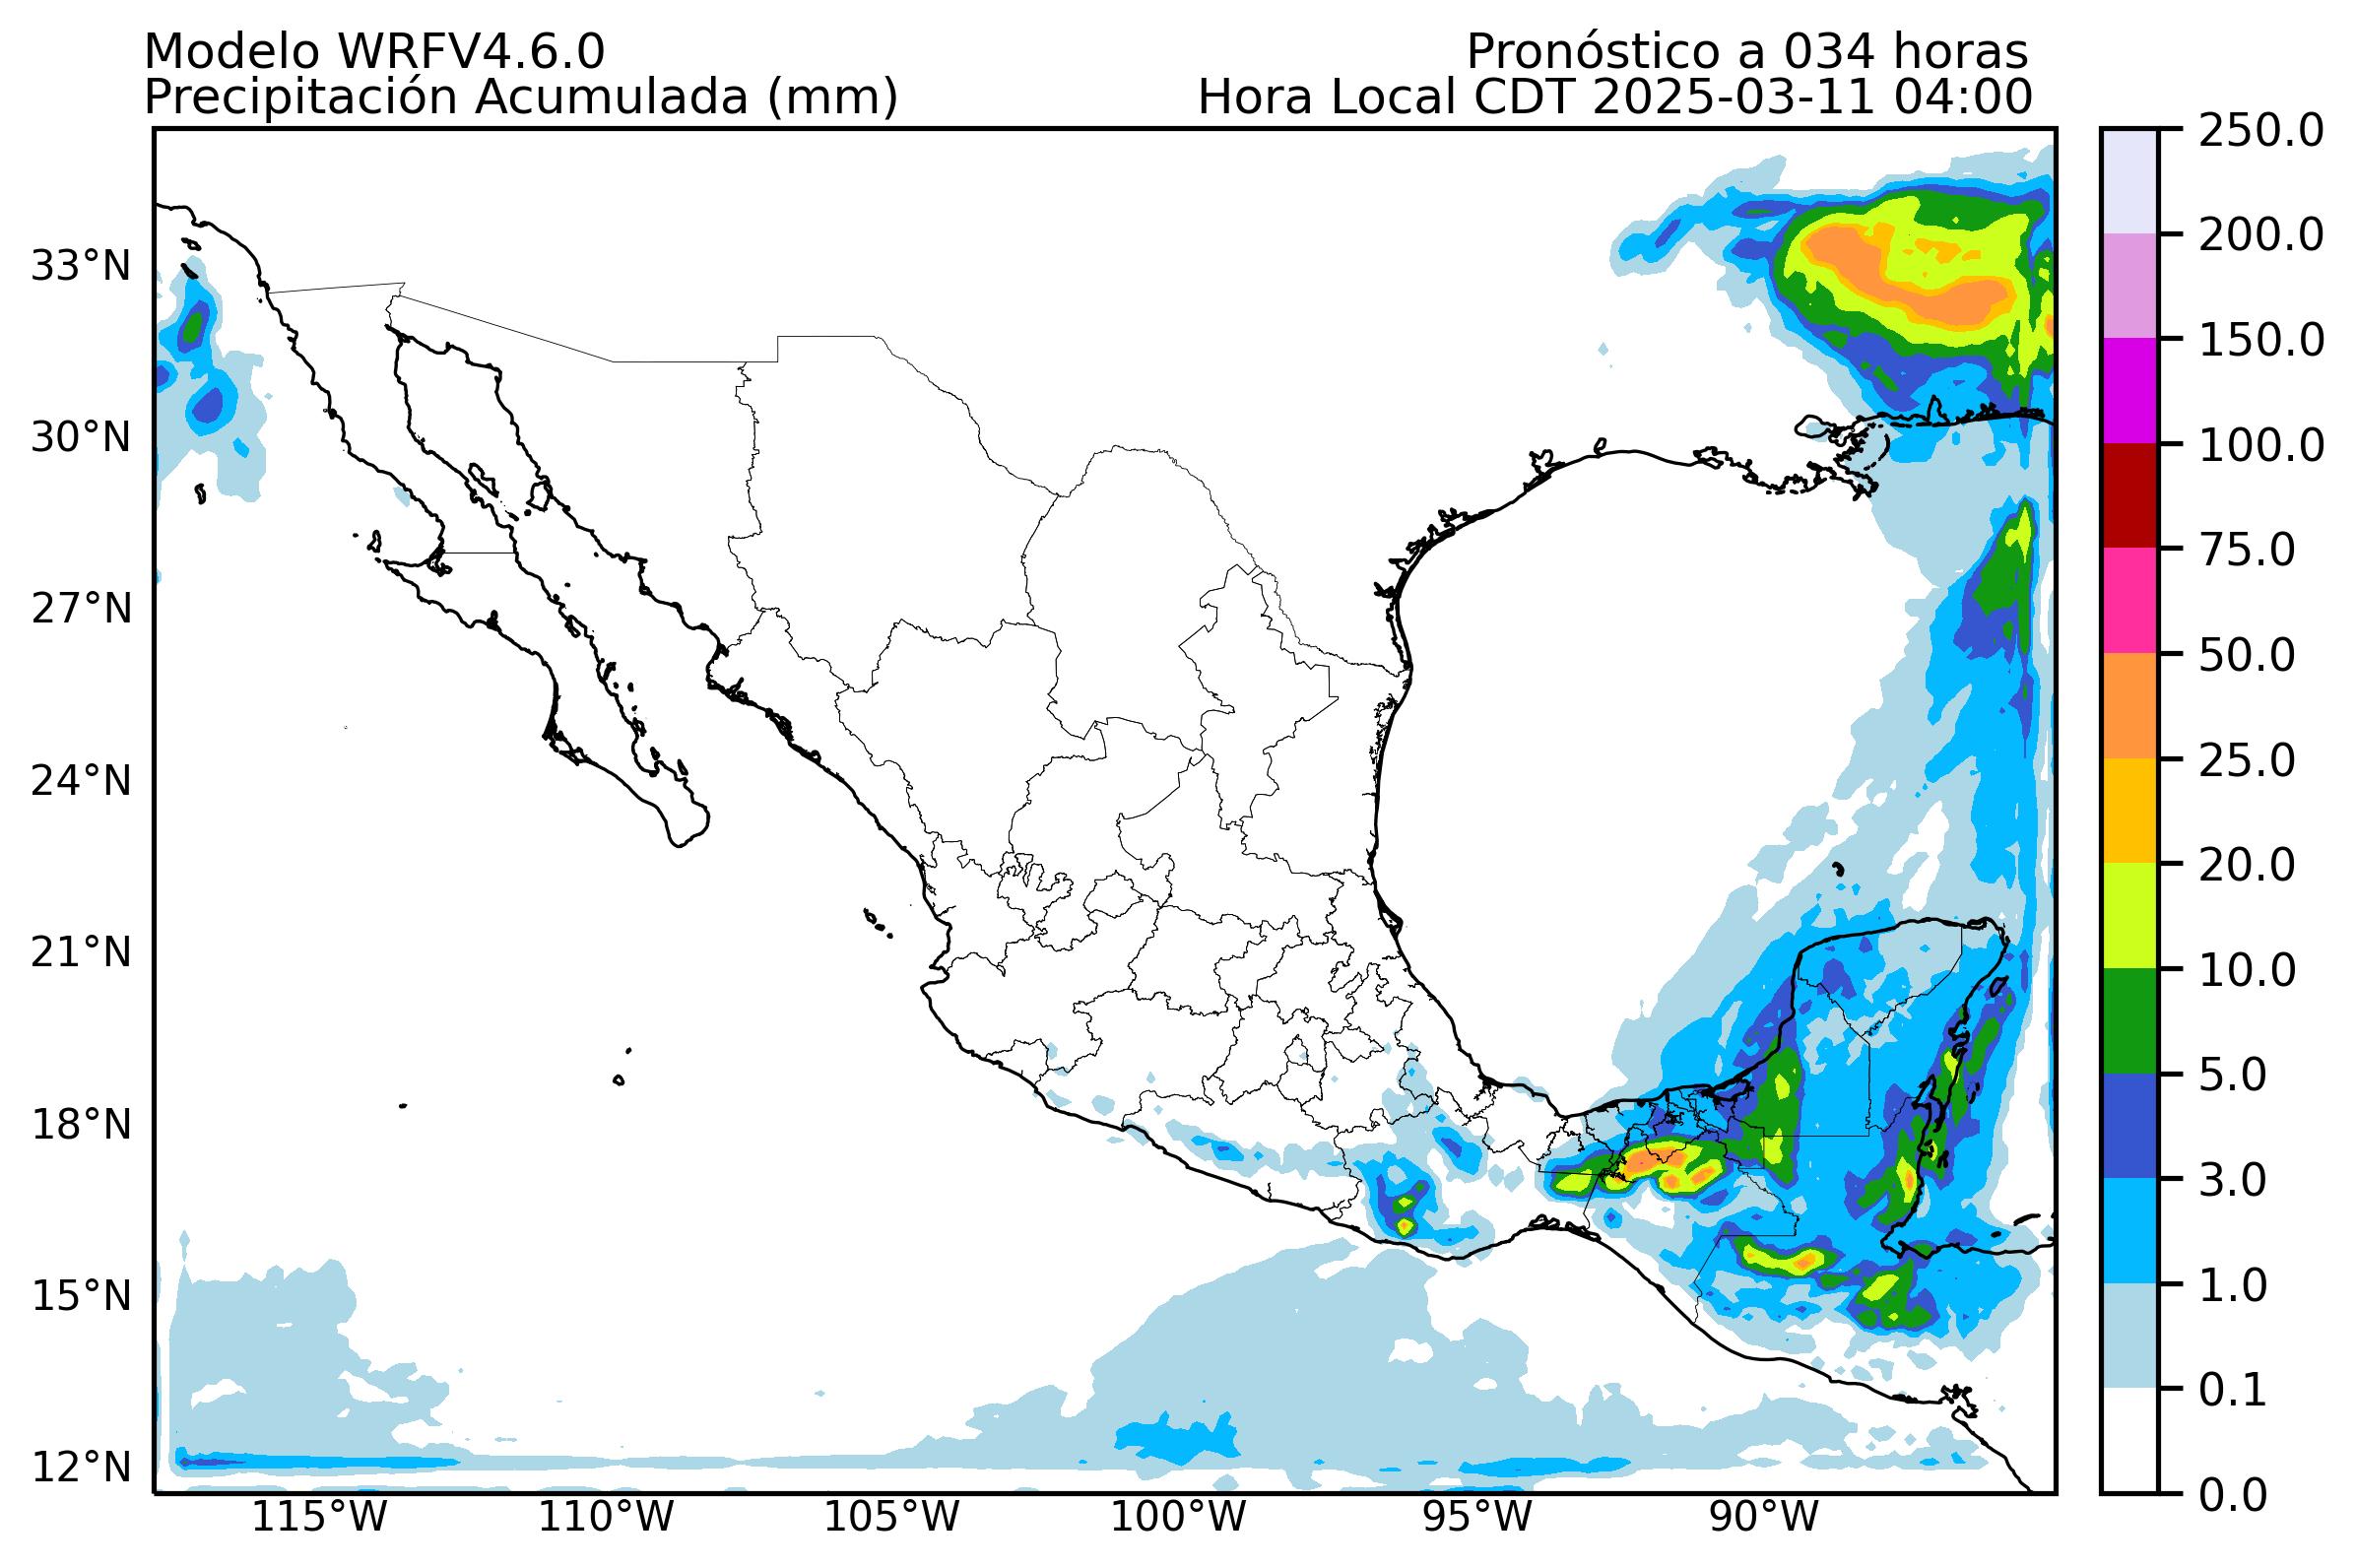 Modelo WRFV4.6.0
Pronóstico a 034 horas
Precipitación Acumulada (mm)
Hora Local CDT 2025-03-11 04:00
33°N
30°N
27°N
24°N
21°N
18°N
15°N
12°N
115°W
110°W
105°W
100°W
95°W
90°W
250.0
200.0
150.0
100.0
75.0
50.0
25.0
20.0
10.0
5.0
3.0
1.0
0.1
0.0